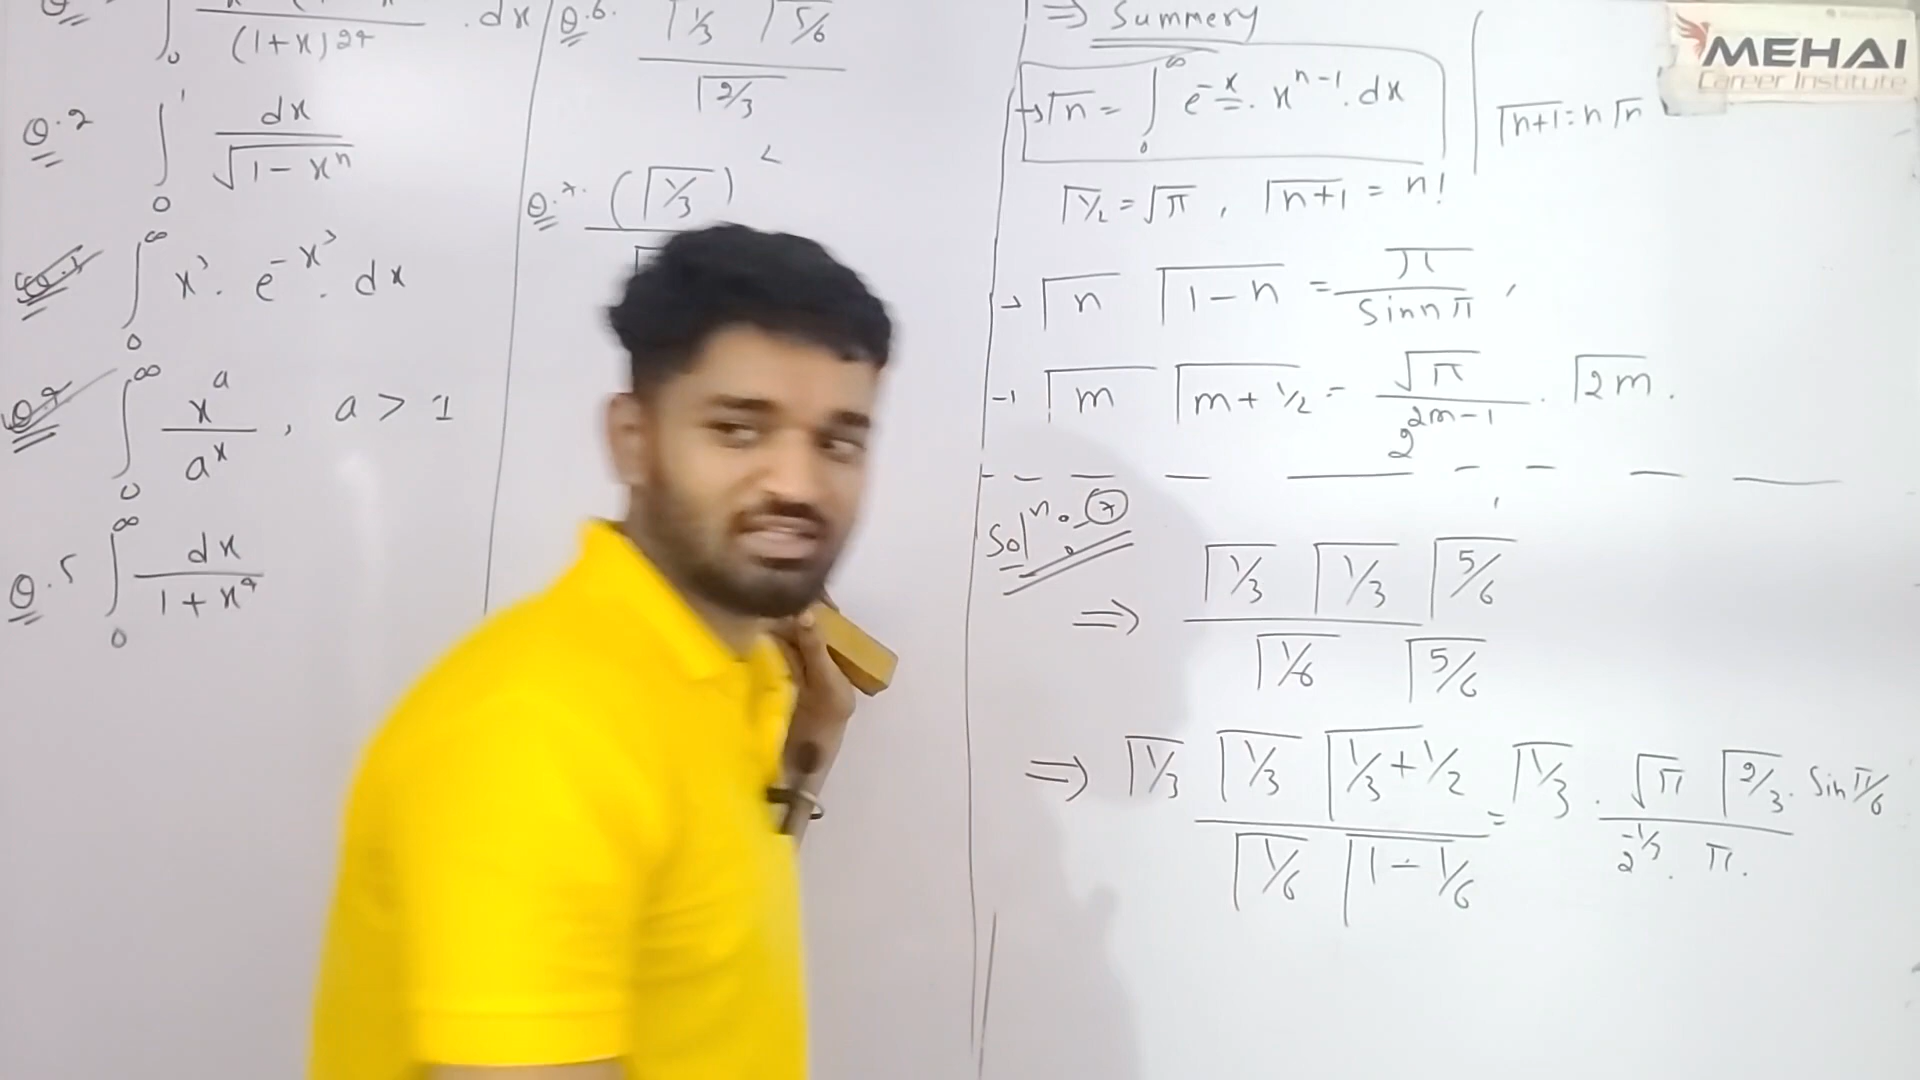 (1+x)24 . dx
Q.2 ∫₀¹ dx / √(1-xⁿ)
∫₀^∞ x³ . e^(-x³) . dx
∫₀^∞ x^a / a^x , a > 1
Q.5 ∫₀^∞ dx / (1+x⁴)
Q.6. Γ1/3 Γ5/6 / Γ2/3
Q.7. (Γ1/3)²
⇒ Summery
→ Γn = ∫₀^∞ e^(-x) . x^(n-1) . dx
Γn+1 = n Γn
Γ1/2 = √π , Γn+1 = n!
→ Γn Γ1-n = π / Sin nπ ,
Γm Γm+1/2 = √π / 2^(2m-1) . Γ2m .
Solⁿ:- 7
⇒ Γ1/3 Γ1/3 Γ5/6 / Γ1/6 Γ5/6
⇒ Γ1/3 Γ1/3 Γ1/3+1/2 / Γ1/6 Γ1-1/6 = Γ1/3 . √π Γ2/3 . Sin π/6 / 2^(-1/3) . π .
MEHAI
Career Institute